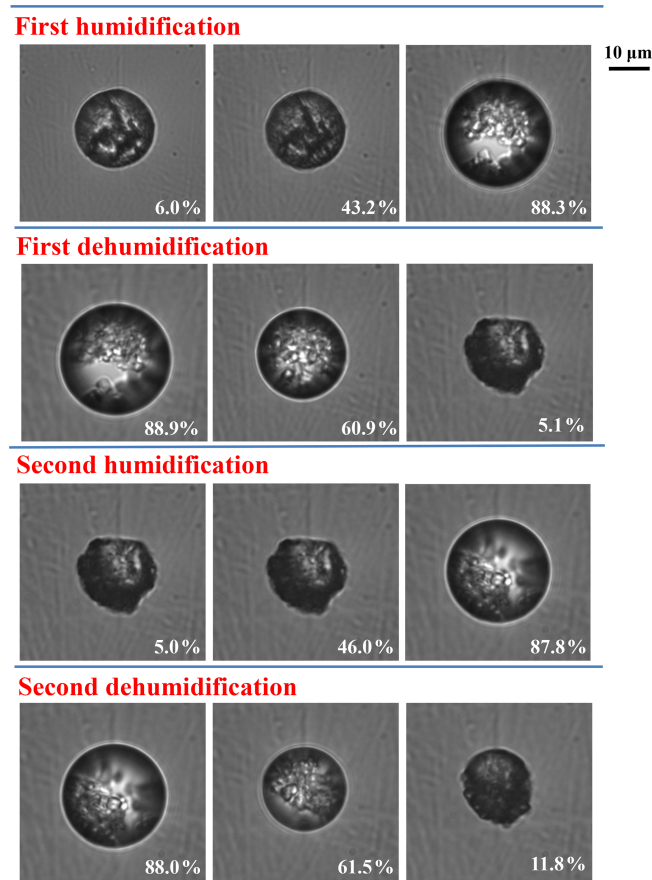 First humidification
10 μm
6.0%
43.2%
88.3%
First dehumidification
88.9%
60.9%
5.1%
Second humidification
5.0%
46.0%
87.8%
Second dehumidification
88.0%
61.5%
11.8%